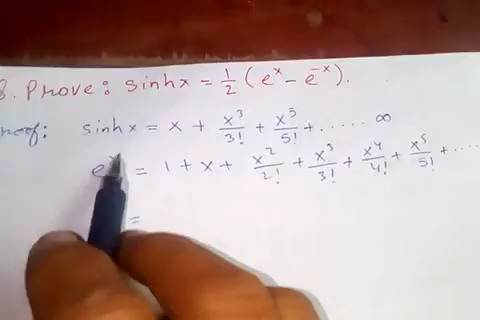 8. Prove: sinhx = 1/2 (e^x - e^-x).
Proof: sinhx = x + x^3/3! + x^5/5! + ..... ∞
e^x = 1 + x + x^2/2! + x^3/3! + x^4/4! + x^5/5! + ....
=